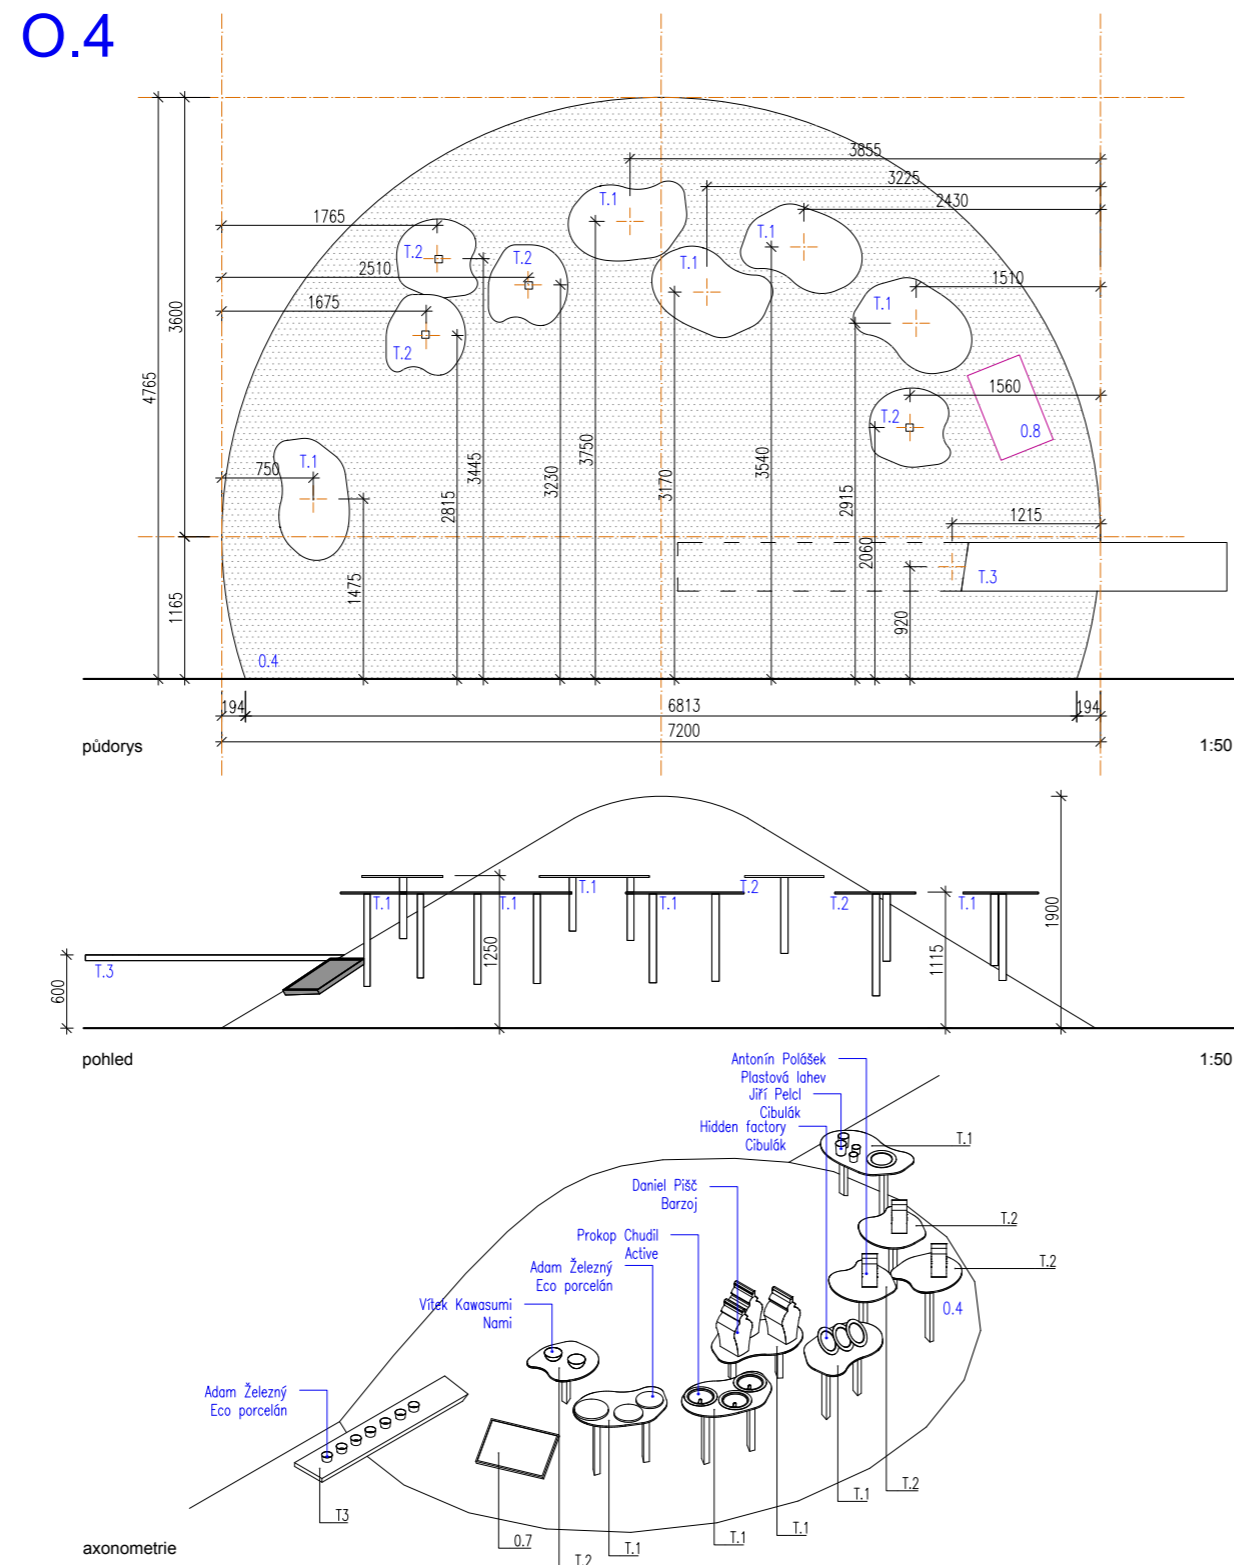 O.4
3855
3225
2430
1765
T.1
T.1
T.2
T.2
T.1
2510
1510
1675
T.1
3600
T.2
4765
1560
T.2
0.8
T.1
750
3445
3750
3540
3230
3170
2815
2915
1215
2060
T.3
1475
1165
920
0.4
194
6813
194
7200
půdorys
1:50
T.1
T.2
T.1
T.1
T.1
T.2
T.1
1900
1250
1115
T.3
600
pohled
1:50
Antonín Polášek
Plastová lahev
Jiří Pelcl
Cibulák
Hidden factory
Cibulák
T.1
Daniel Pišč
Barzoj
T.2
Prokop Chudil
Active
T.2
Adam Železný
Eco porcelán
Vítek Kawasumi
Nami
0.4
Adam Železný
Eco porcelán
T.2
T.1
T3
T.1
T.1
0.7
T.1
T.2
axonometrie